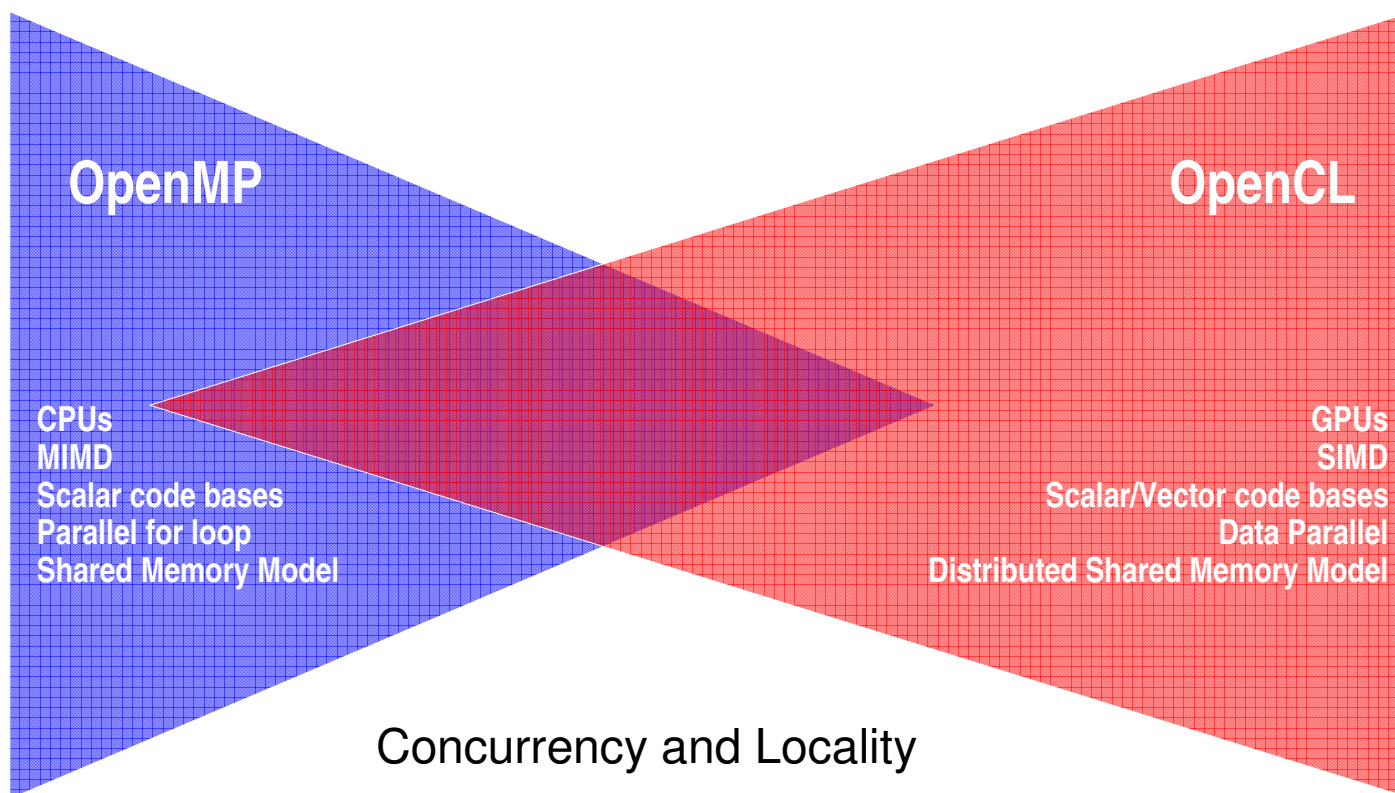 OpenMP
OpenCL
CPUs
MIMD
Scalar code bases
Parallel for loop
Shared Memory Model
GPUs
SIMD
Scalar/Vector code bases
Data Parallel
Distributed Shared Memory Model
Concurrency and Locality